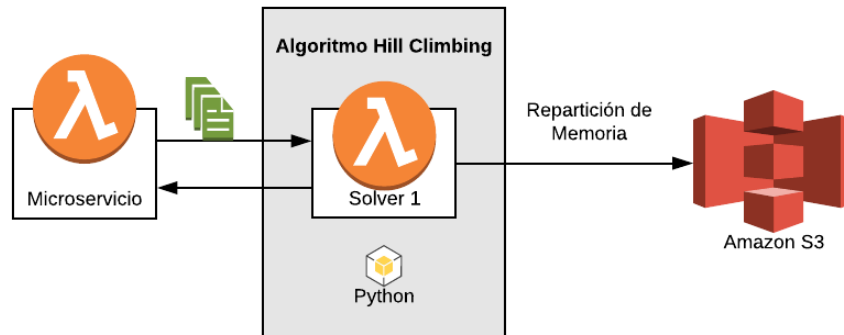 Algoritmo Hill Climbing
Microservicio
Solver 1
Repartición de
Memoria
Amazon S3
Python